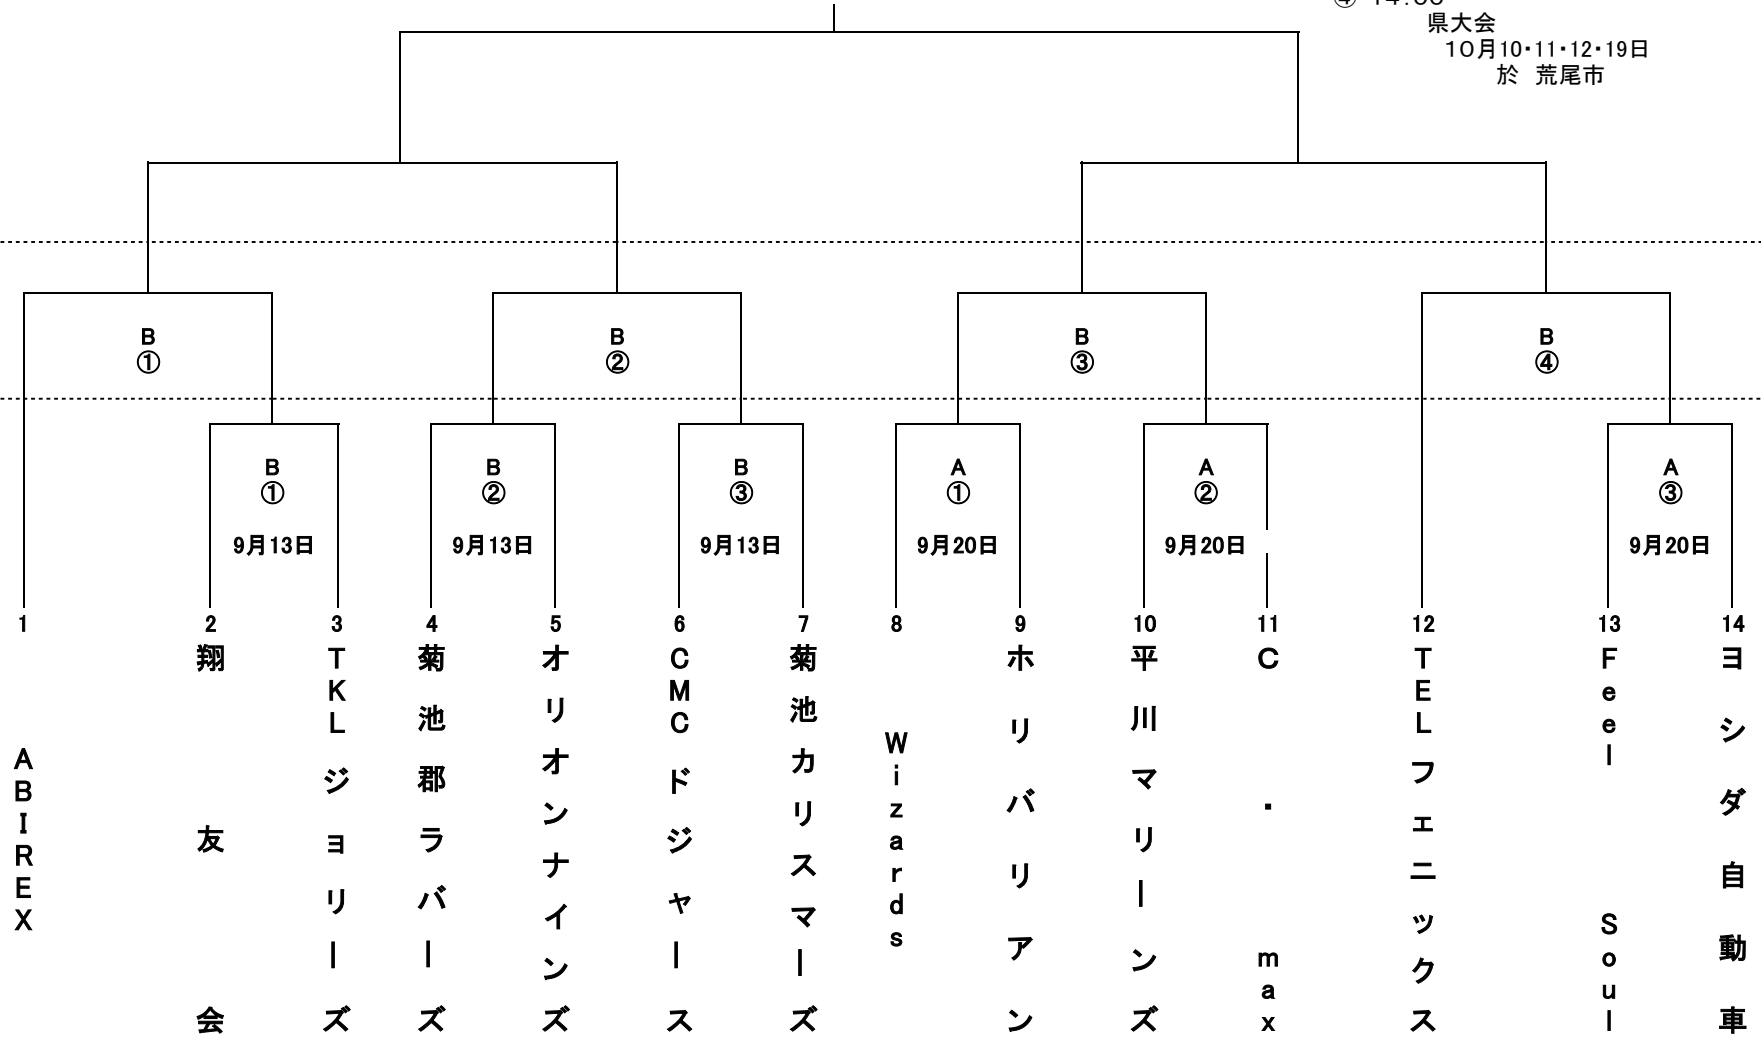 県大会
10月10・11・12・19日
於 荒尾市
B
①
B
②
B
③
B
④
B
①
9月13日
B
②
9月13日
B
③
9月13日
A
①
9月20日
A
②
9月20日
A
③
9月20日
1
ABIREX
2
翔友会
3
TKLジョリーズ
4
菊池郡ラバーズ
5
オリオンナインズ
6
CMCドジャース
7
菊池カリスマーズ
8
Wizards
9
ホリバリアン
10
平川マリーンズ
11
C・max
12
TELフェニックス
13
Feel Soul
14
ヨシダ自動車